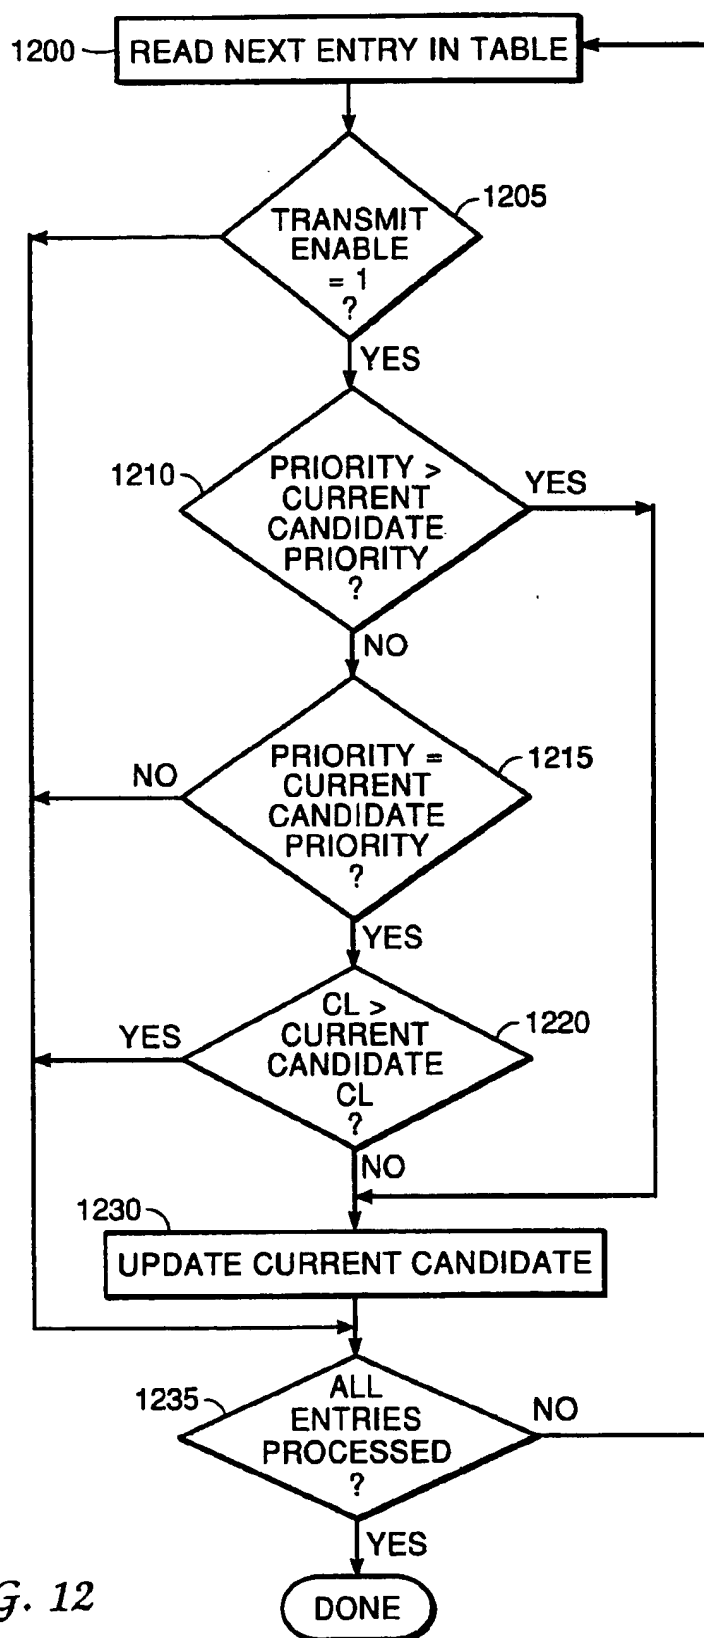 1200
READ NEXT ENTRY IN TABLE
1205
TRANSMIT
ENABLE
= 1
?
YES
1210
PRIORITY >
CURRENT
CANDIDATE
PRIORITY
?
YES
NO
1215
PRIORITY =
CURRENT
CANDIDATE
PRIORITY
?
NO
YES
1220
CL >
CURRENT
CANDIDATE
CL
?
YES
NO
1230
UPDATE CURRENT CANDIDATE
1235
ALL
ENTRIES
PROCESSED
?
NO
YES
DONE
G. 12